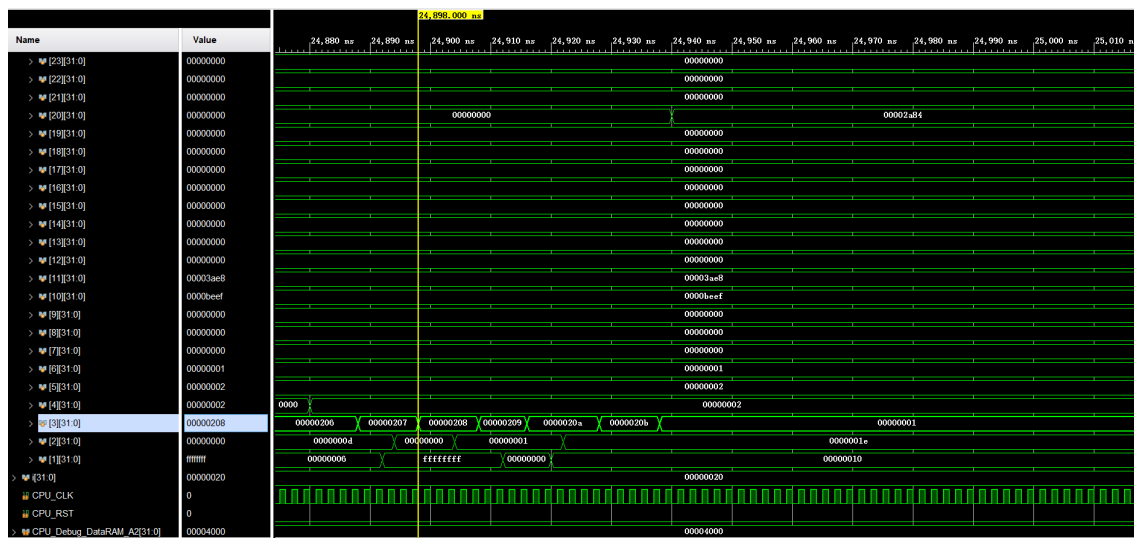 24,898.000 ns
Name Value 24,880 ns 24,890 ns 24,900 ns 24,910 ns 24,920 ns 24,930 ns 24,940 ns 24,950 ns 24,960 ns 24,970 ns 24,980 ns 24,990 ns 25,000 ns 25,010 n
> [23][31:0] 00000000 00000000
> [22][31:0] 00000000 00000000
> [21][31:0] 00000000 00000000
> [20][31:0] 00000000 00000000 00002a84
> [19][31:0] 00000000 00000000
> [18][31:0] 00000000 00000000
> [17][31:0] 00000000 00000000
> [16][31:0] 00000000 00000000
> [15][31:0] 00000000 00000000
> [14][31:0] 00000000 00000000
> [13][31:0] 00000000 00000000
> [12][31:0] 00000000 00000000
> [11][31:0] 00003ae8 00003ae8
> [10][31:0] 0000beef 0000beef
> [9][31:0] 00000000 00000000
> [8][31:0] 00000000 00000000
> [7][31:0] 00000000 00000000
> [6][31:0] 00000001 00000001
> [5][31:0] 00000002 00000002
> [4][31:0] 00000002 0000 00000002
> [3][31:0] 00000208 00000206 00000207 00000208 00000209 0000020a 0000020b 00000001
> [2][31:0] 00000000 0000000d 00000000 00000001 0000001e
> [1][31:0] ffffffff 00000006 ffffffff 00000000 00000010
> i[31:0] 00000020 00000020
CPU_CLK 0
CPU_RST 0
> CPU_Debug_DataRAM_A2[31:0] 00004000 00004000